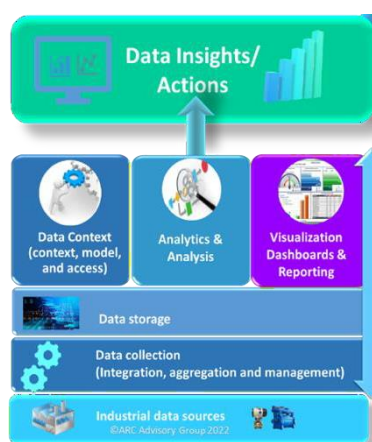 Data Insights/
Actions
Data Context
(context, model,
and access)
Analytics &
Analysis
Visualization
Dashboards &
Reporting
Data storage
Data collection
(Integration, aggregation and management)
Industrial data sources
©ARC Advisory Group 2022